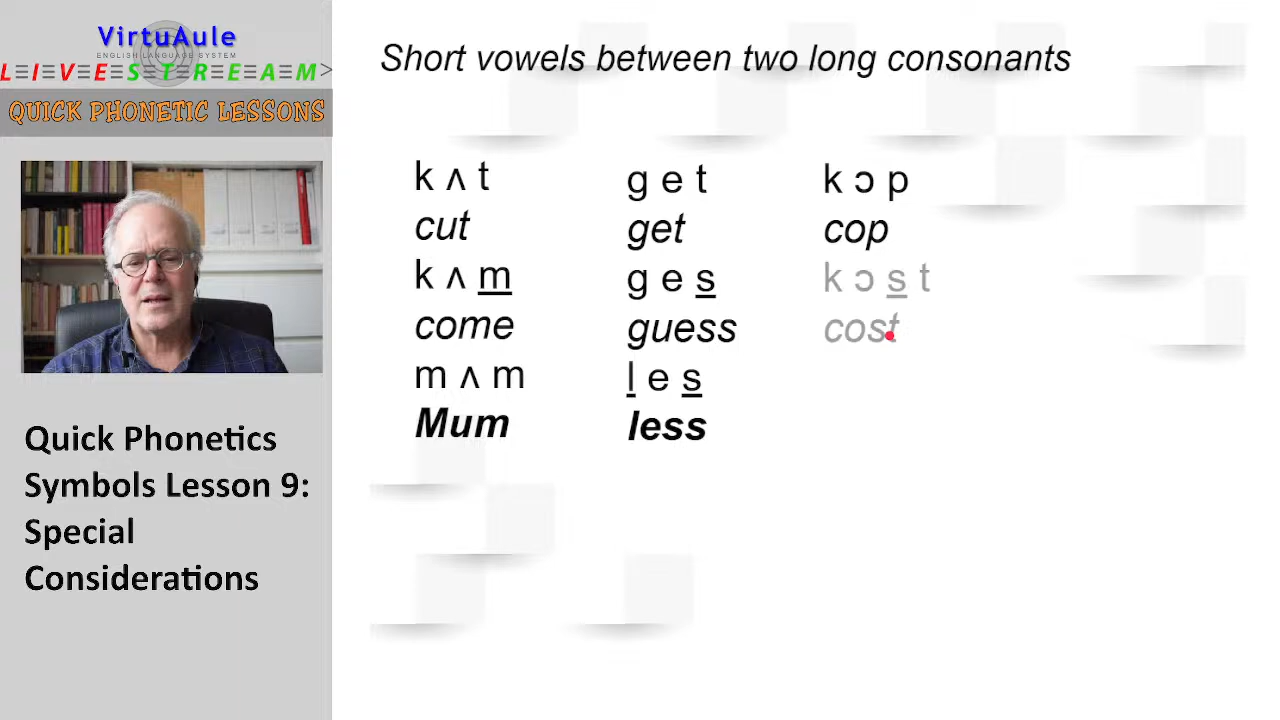 VirtuAule
ENGLISH LANGUAGE SYSTEM
L≡I≡V≡E≡S≡T≡R≡E≡A≡M>
QUICK PHONETIC LESSONS
Quick Phonetics
Symbols Lesson 9:
Special
Considerations
Short vowels between two long consonants
k ʌ t
cut
k ʌ m
come
m ʌ m
Mum
g e t
get
g e s
guess
l e s
less
k ɔ p
cop
k ɔ s t
cost